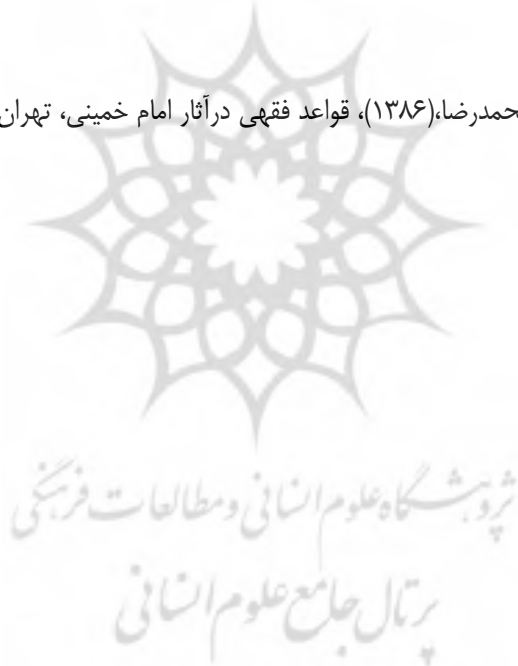 حمدرضا،(۱۳۸۶)، قواعد فقهی درآثار امام خمینی، تهران
پژوهشگاه علوم انسانی و مطالعات فرهنگی
پرتال جامع علوم انسانی